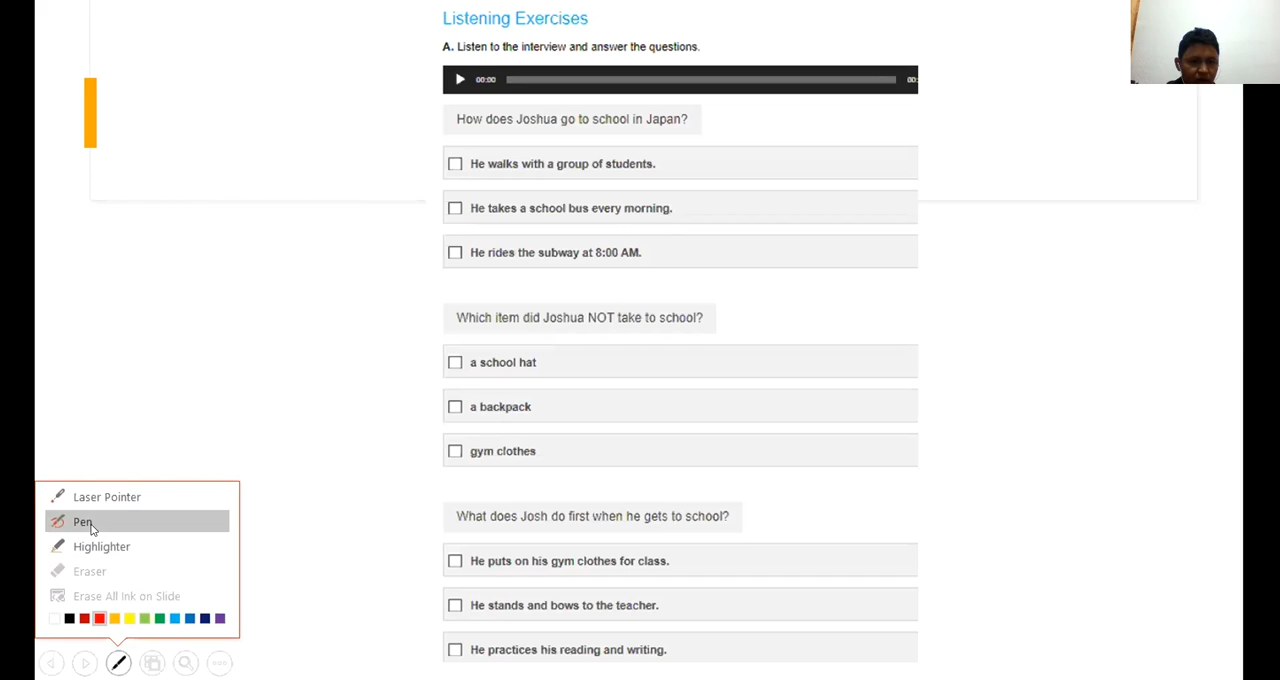 Listening Exercises
A. Listen to the interview and answer the questions.
00:00
00:
How does Joshua go to school in Japan?
He walks with a group of students.
He takes a school bus every morning.
He rides the subway at 8:00 AM.
Which item did Joshua NOT take to school?
a school hat
a backpack
gym clothes
What does Josh do first when he gets to school?
He puts on his gym clothes for class.
He stands and bows to the teacher.
He practices his reading and writing.
Laser Pointer
Pen
Highlighter
Eraser
Erase All Ink on Slide